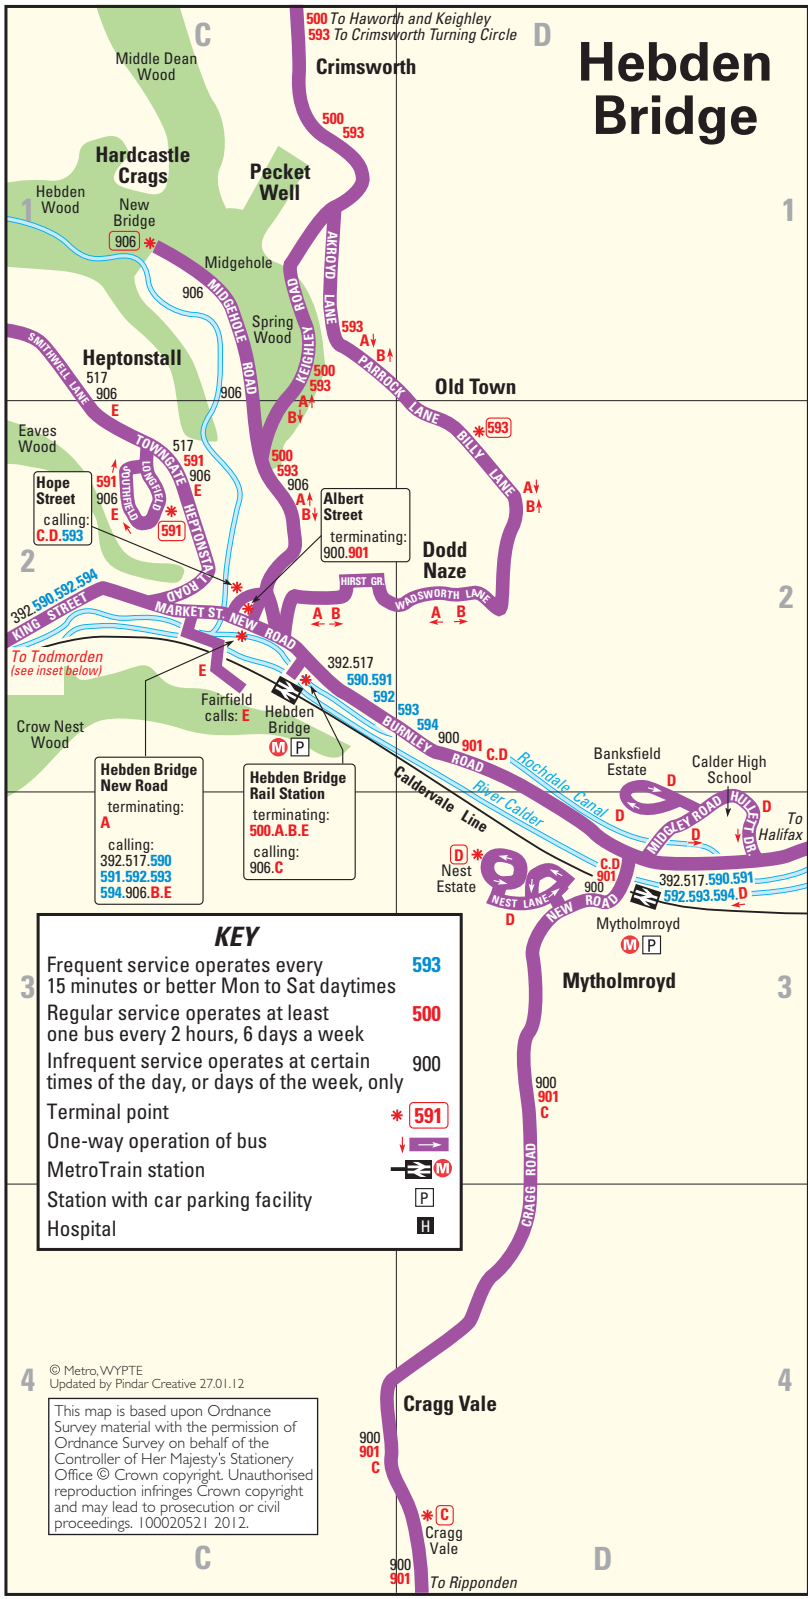 500 To Haworth and Keighley
593 To Crimsworth Turning Circle
C
D
Hebden
Bridge
Crimsworth
Middle Dean
Wood
500
593
Hardcastle
Crags
Pecket
Well
Hebden
Wood
1
1
New
Bridge
906
Midgehole
906
MIDGEHOLE ROAD
KEIGHLEY ROAD
AKROYD LANE
Spring
Wood
593
A
B
PARROCK LANE
SMITHWELL LANE
Heptonstall
517
906
E
906
500
593
A
B
Old Town
593
BILLY LANE
Eaves
Wood
TOWNGATE
517
591
906
E
500
593
906
A
B
591
906
E
SOUTHFIELD
LONGFIELD
591
HEPTONSTALL ROAD
Hope
Street
calling:
C.D.593
Albert
Street
terminating:
900.901
A
B
Dodd
Naze
2
2
HIRST GR.
WADSWORTH LANE
A B
A B
392.590.592.594
KING STREET
MARKET ST.
NEW ROAD
To Todmorden
(see inset below)
E
Fairfield
calls: E
Hebden
Bridge
M P
392.517
590.591
592
593
594
900
901
C.D
BURNLEY ROAD
Crow Nest
Wood
Rochdale Canal
River Calder
Caldervale Line
Hebden Bridge
New Road
terminating:
A
calling:
392.517.590
591.592.593
594.906.B.E
Hebden Bridge
Rail Station
terminating:
500.A.B.E
calling:
906.C
Banksfield
Estate
D
D
Calder High
School
MIDGLEY ROAD
HULLETT DR.
D
D
To
Halifax
D
Nest
Estate
NEST LANE
D
C.D
901
900
NEW ROAD
392.517.590.591
592.593.594.D
Mytholmroyd
M P
Mytholmroyd
3
3
KEY
Frequent service operates every
15 minutes or better Mon to Sat daytimes
593
Regular service operates at least
one bus every 2 hours, 6 days a week
500
Infrequent service operates at certain
times of the day, or days of the week, only
900
Terminal point
591
One-way operation of bus
MetroTrain station
M
Station with car parking facility
P
Hospital
H
900
901
C
CRAGG ROAD
4
4
© Metro, WYPTE
Updated by Pindar Creative 27.01.12
This map is based upon Ordnance
Survey material with the permission of
Ordnance Survey on behalf of the
Controller of Her Majesty's Stationery
Office © Crown copyright. Unauthorised
reproduction infringes Crown copyright
and may lead to prosecution or civil
proceedings. 100020521 2012.
Cragg Vale
900
901
C
C
Cragg
Vale
C
D
900
901
To Ripponden